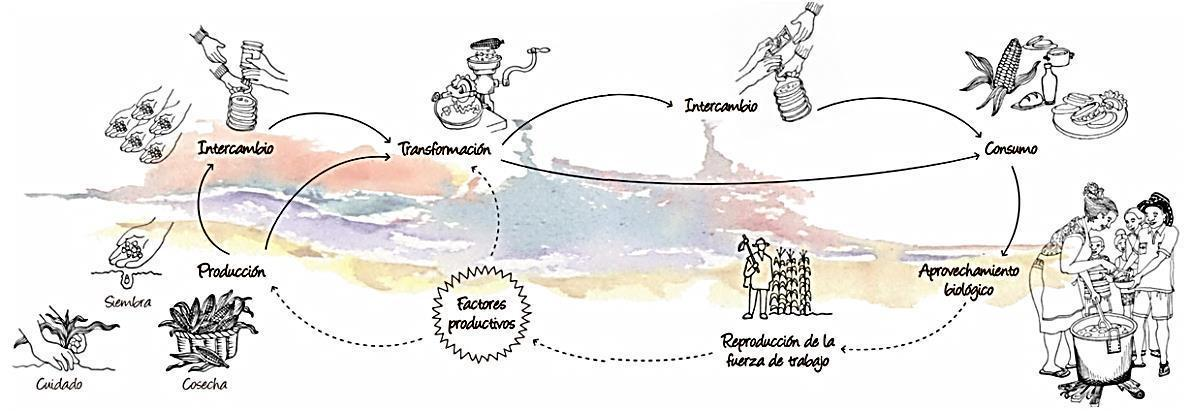 Intercambio
Transformación
Intercambio
Consumo
Producción
Siembra
Cuidado
Cosecha
Factores
productivos
Reproducción de la
fuerza de trabajo
Aprovechamiento
biológico